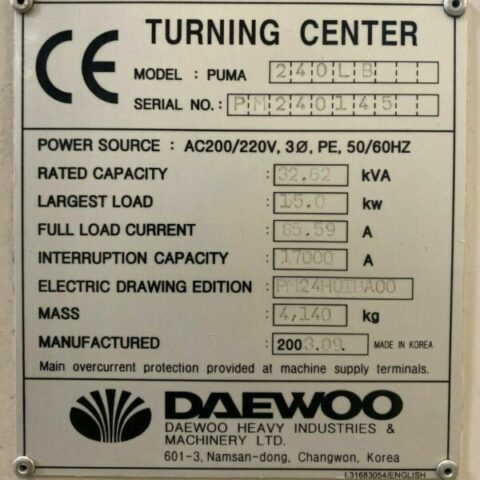 CE TURNING CENTER
MODEL : PUMA 240LB
SERIAL NO. : PM240145
POWER SOURCE : AC200/220V, 3Ø, PE, 50/60HZ
RATED CAPACITY : 32.62 kVA
LARGEST LOAD : 15.0 kw
FULL LOAD CURRENT : 85.59 A
INTERRUPTION CAPACITY : 17000 A
ELECTRIC DRAWING EDITION : PM24H01BA00
MASS : 4,140 kg
MANUFACTURED : 2003.09. MADE IN KOREA
Main overcurrent protection provided at machine supply terminals.
DAEWOO
DAEWOO HEAVY INDUSTRIES &
MACHINERY LTD.
601-3, Namsan-dong, Changwon, Korea
L31683054/ENGLISH